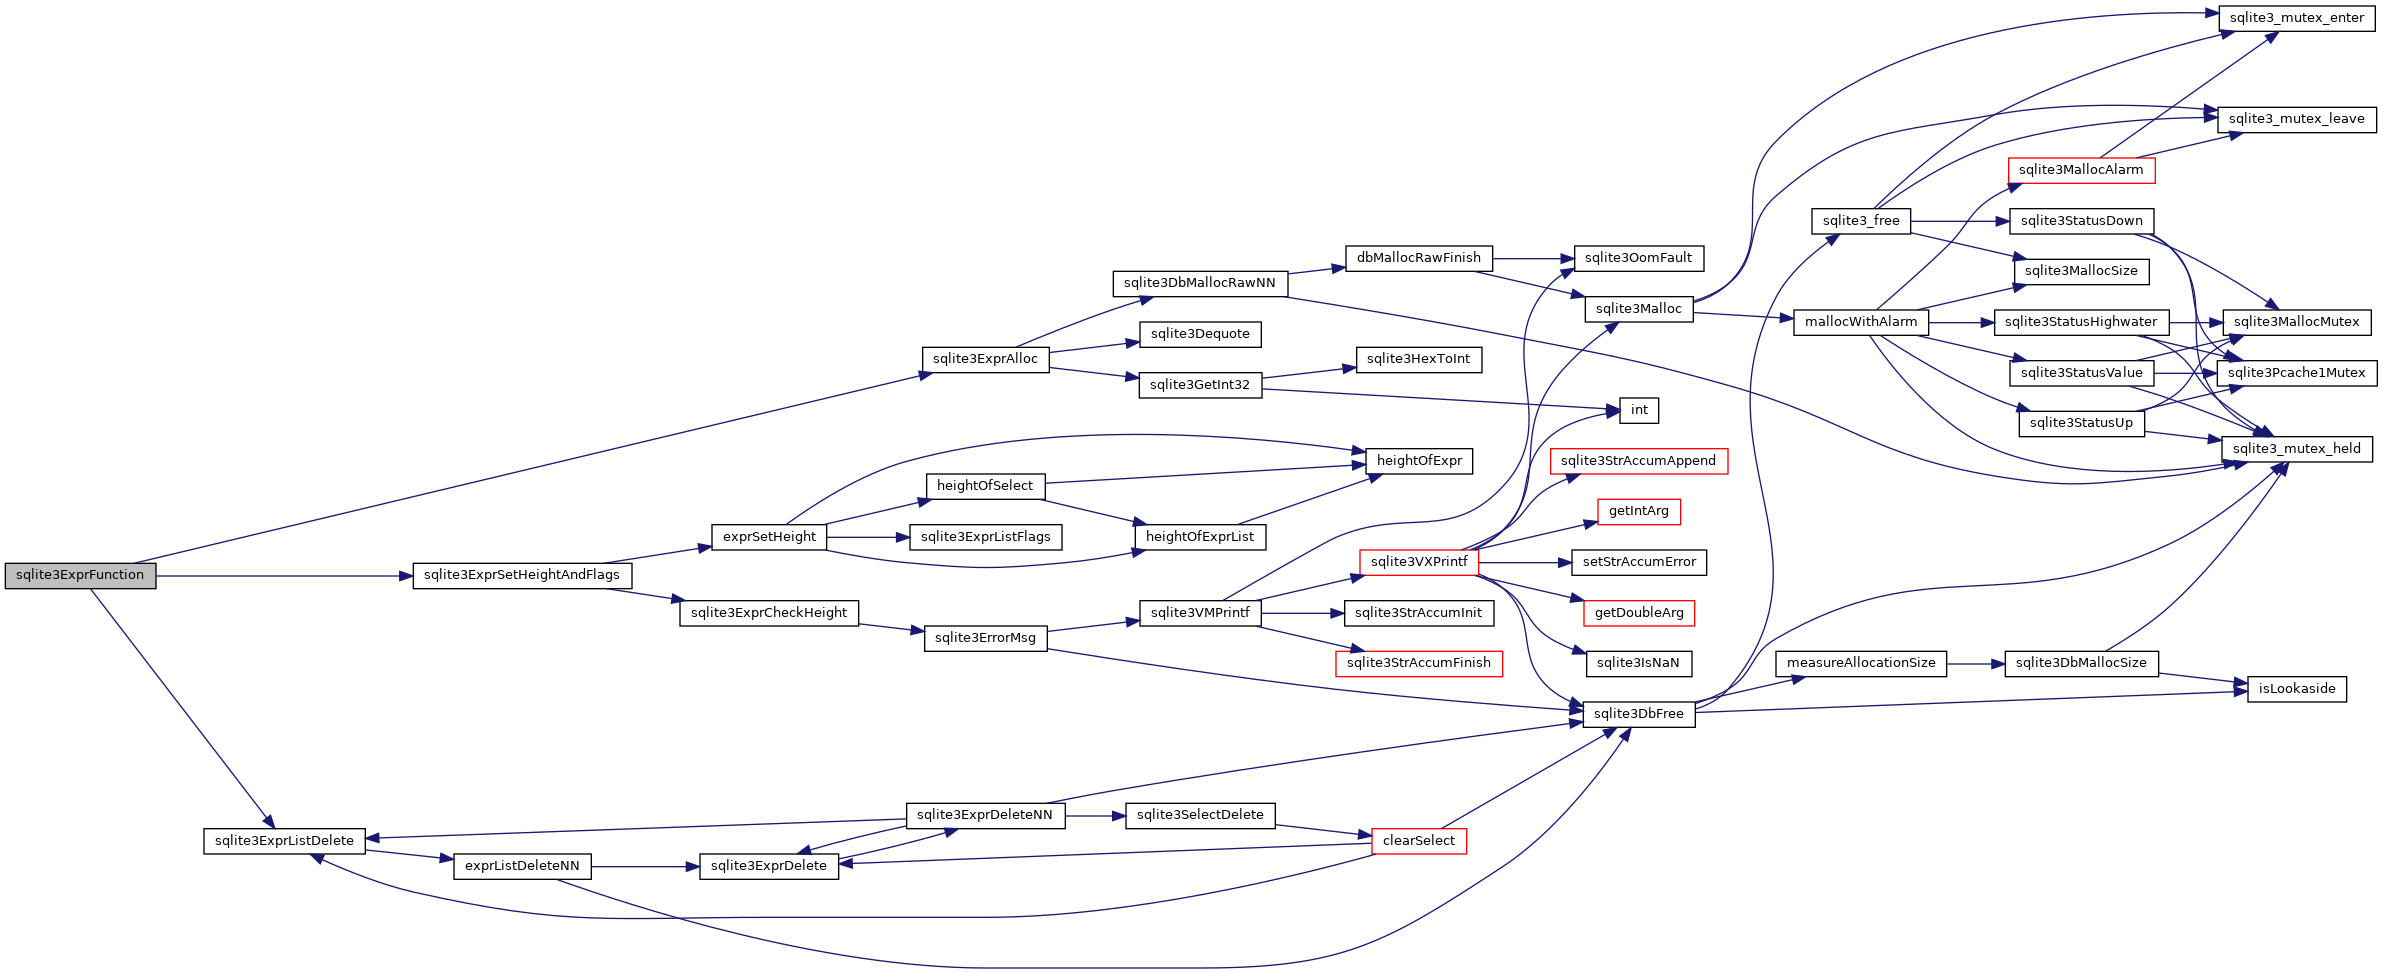 sqlite3_mutex_enter
sqlite3_mutex_leave
sqlite3MallocAlarm
sqlite3_free
sqlite3StatusDown
dbMallocRawFinish
sqlite3OomFault
sqlite3MallocSize
sqlite3DbMallocRawNN
sqlite3Malloc
mallocWithAlarm
sqlite3StatusHighwater
sqlite3MallocMutex
sqlite3Dequote
sqlite3ExprAlloc
sqlite3HexToInt
sqlite3StatusValue
sqlite3Pcache1Mutex
sqlite3GetInt32
int
sqlite3StatusUp
sqlite3_mutex_held
heightOfExpr
sqlite3StrAccumAppend
heightOfSelect
getIntArg
exprSetHeight
sqlite3ExprListFlags
heightOfExprList
sqlite3VXPrintf
setStrAccumError
sqlite3ExprFunction
sqlite3ExprSetHeightAndFlags
sqlite3ExprCheckHeight
sqlite3VMPrintf
sqlite3StrAccumInit
getDoubleArg
sqlite3ErrorMsg
sqlite3StrAccumFinish
sqlite3IsNaN
measureAllocationSize
sqlite3DbMallocSize
isLookaside
sqlite3DbFree
sqlite3ExprDeleteNN
sqlite3SelectDelete
sqlite3ExprListDelete
clearSelect
exprListDeleteNN
sqlite3ExprDelete